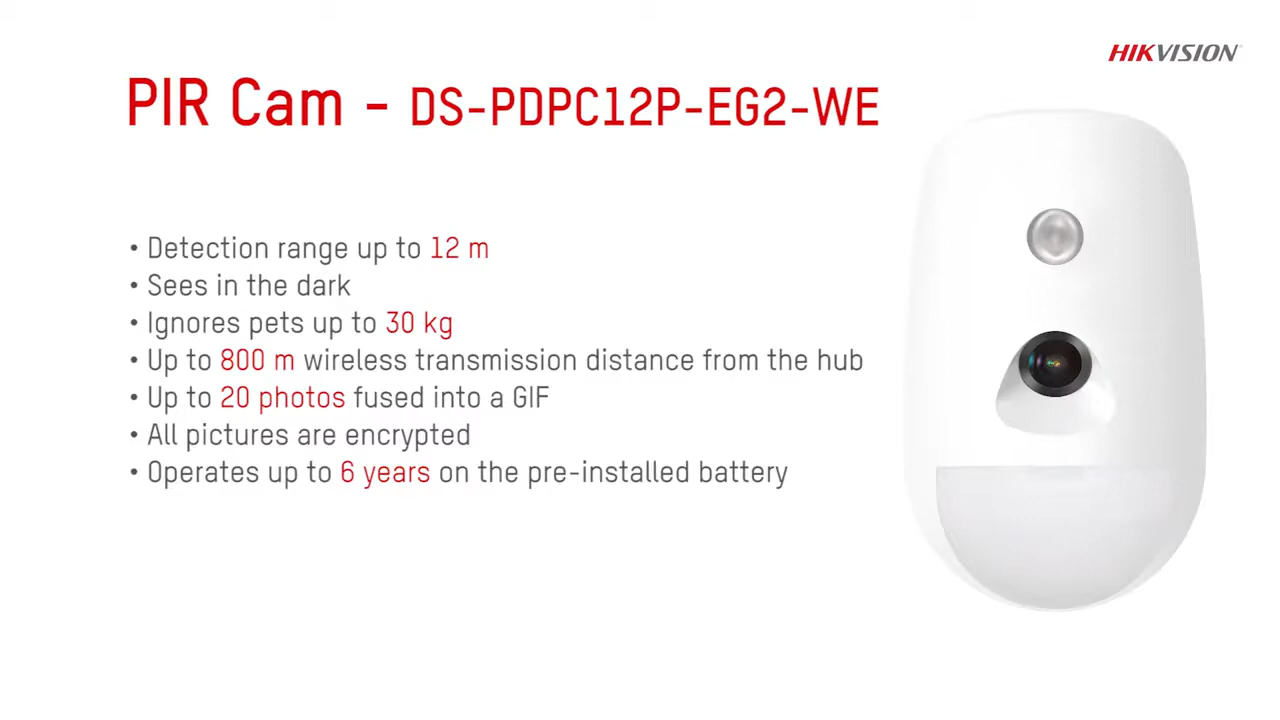 HIKVISION
PIR Cam - DS-PDPC12P-EG2-WE
• Detection range up to 12 m
• Sees in the dark
• Ignores pets up to 30 kg
• Up to 800 m wireless transmission distance from the hub
• Up to 20 photos fused into a GIF
• All pictures are encrypted
• Operates up to 6 years on the pre-installed battery